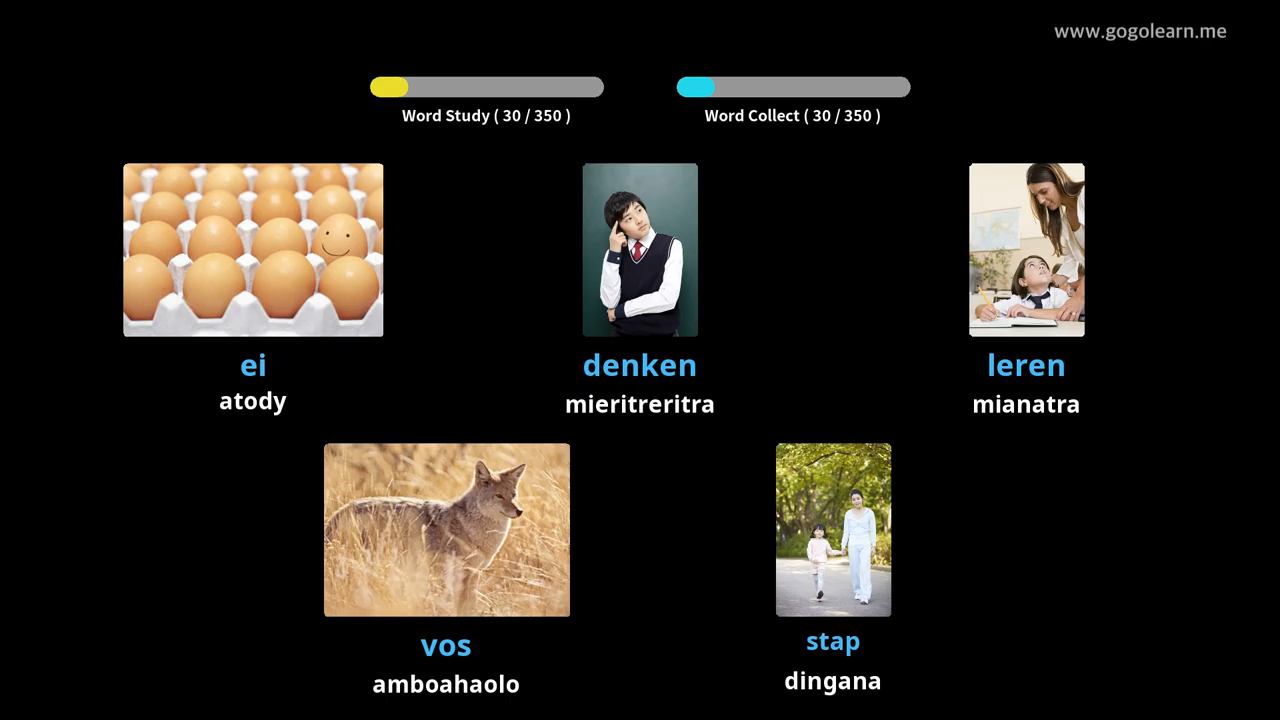 www.gogolearn.me
Word Study ( 30 / 350 )
Word Collect ( 30 / 350 )
ei
atody
denken
mieritreritra
leren
mianatra
vos
amboahaolo
stap
dingana